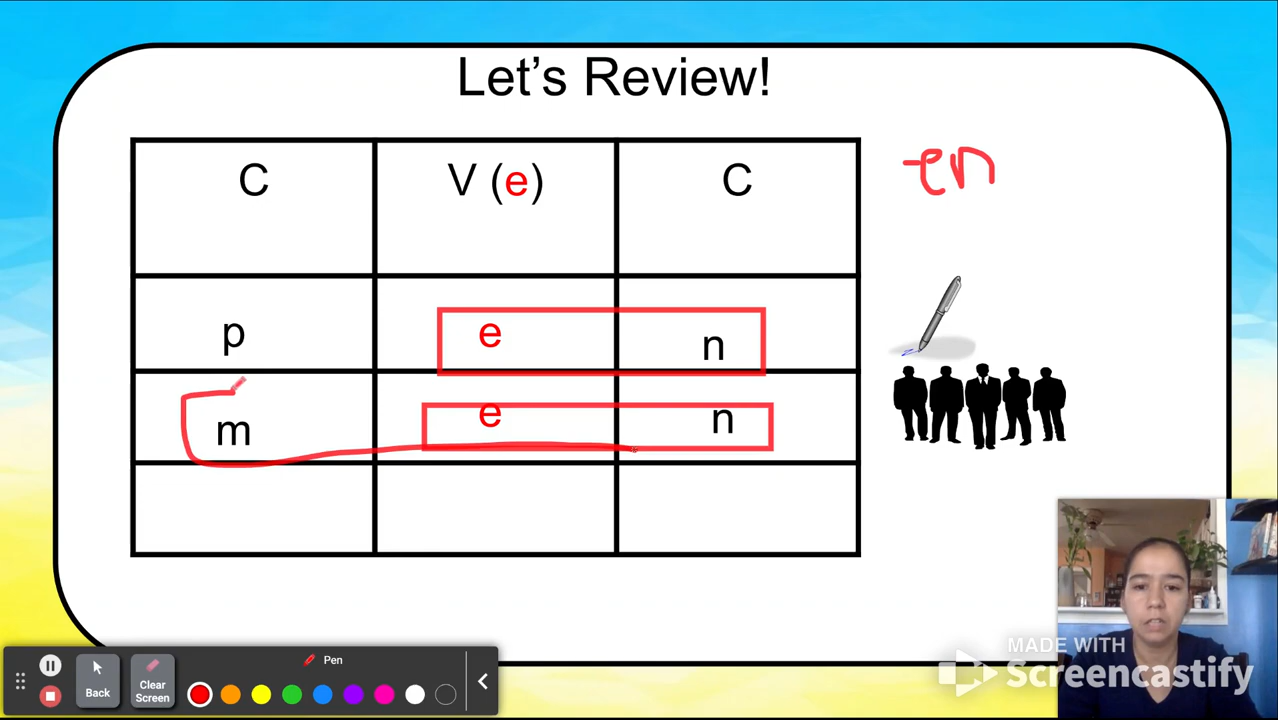 Let's Review!
C V (e) C
-en
p e n
m e n
MADE WITH
Screencastify
Pen
Back
Clear
Screen